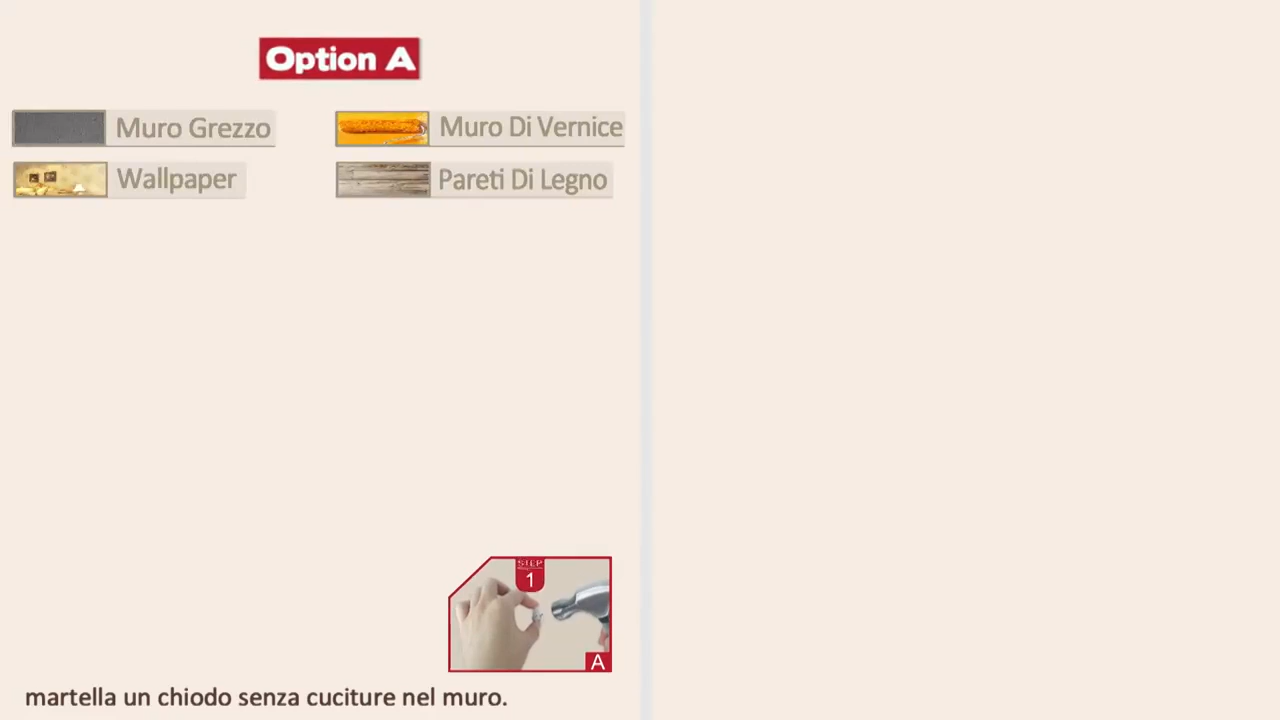 Option A
Muro Grezzo
Muro Di Vernice
Wallpaper
Pareti Di Legno
STEP
1
A
martella un chiodo senza cuciture nel muro.